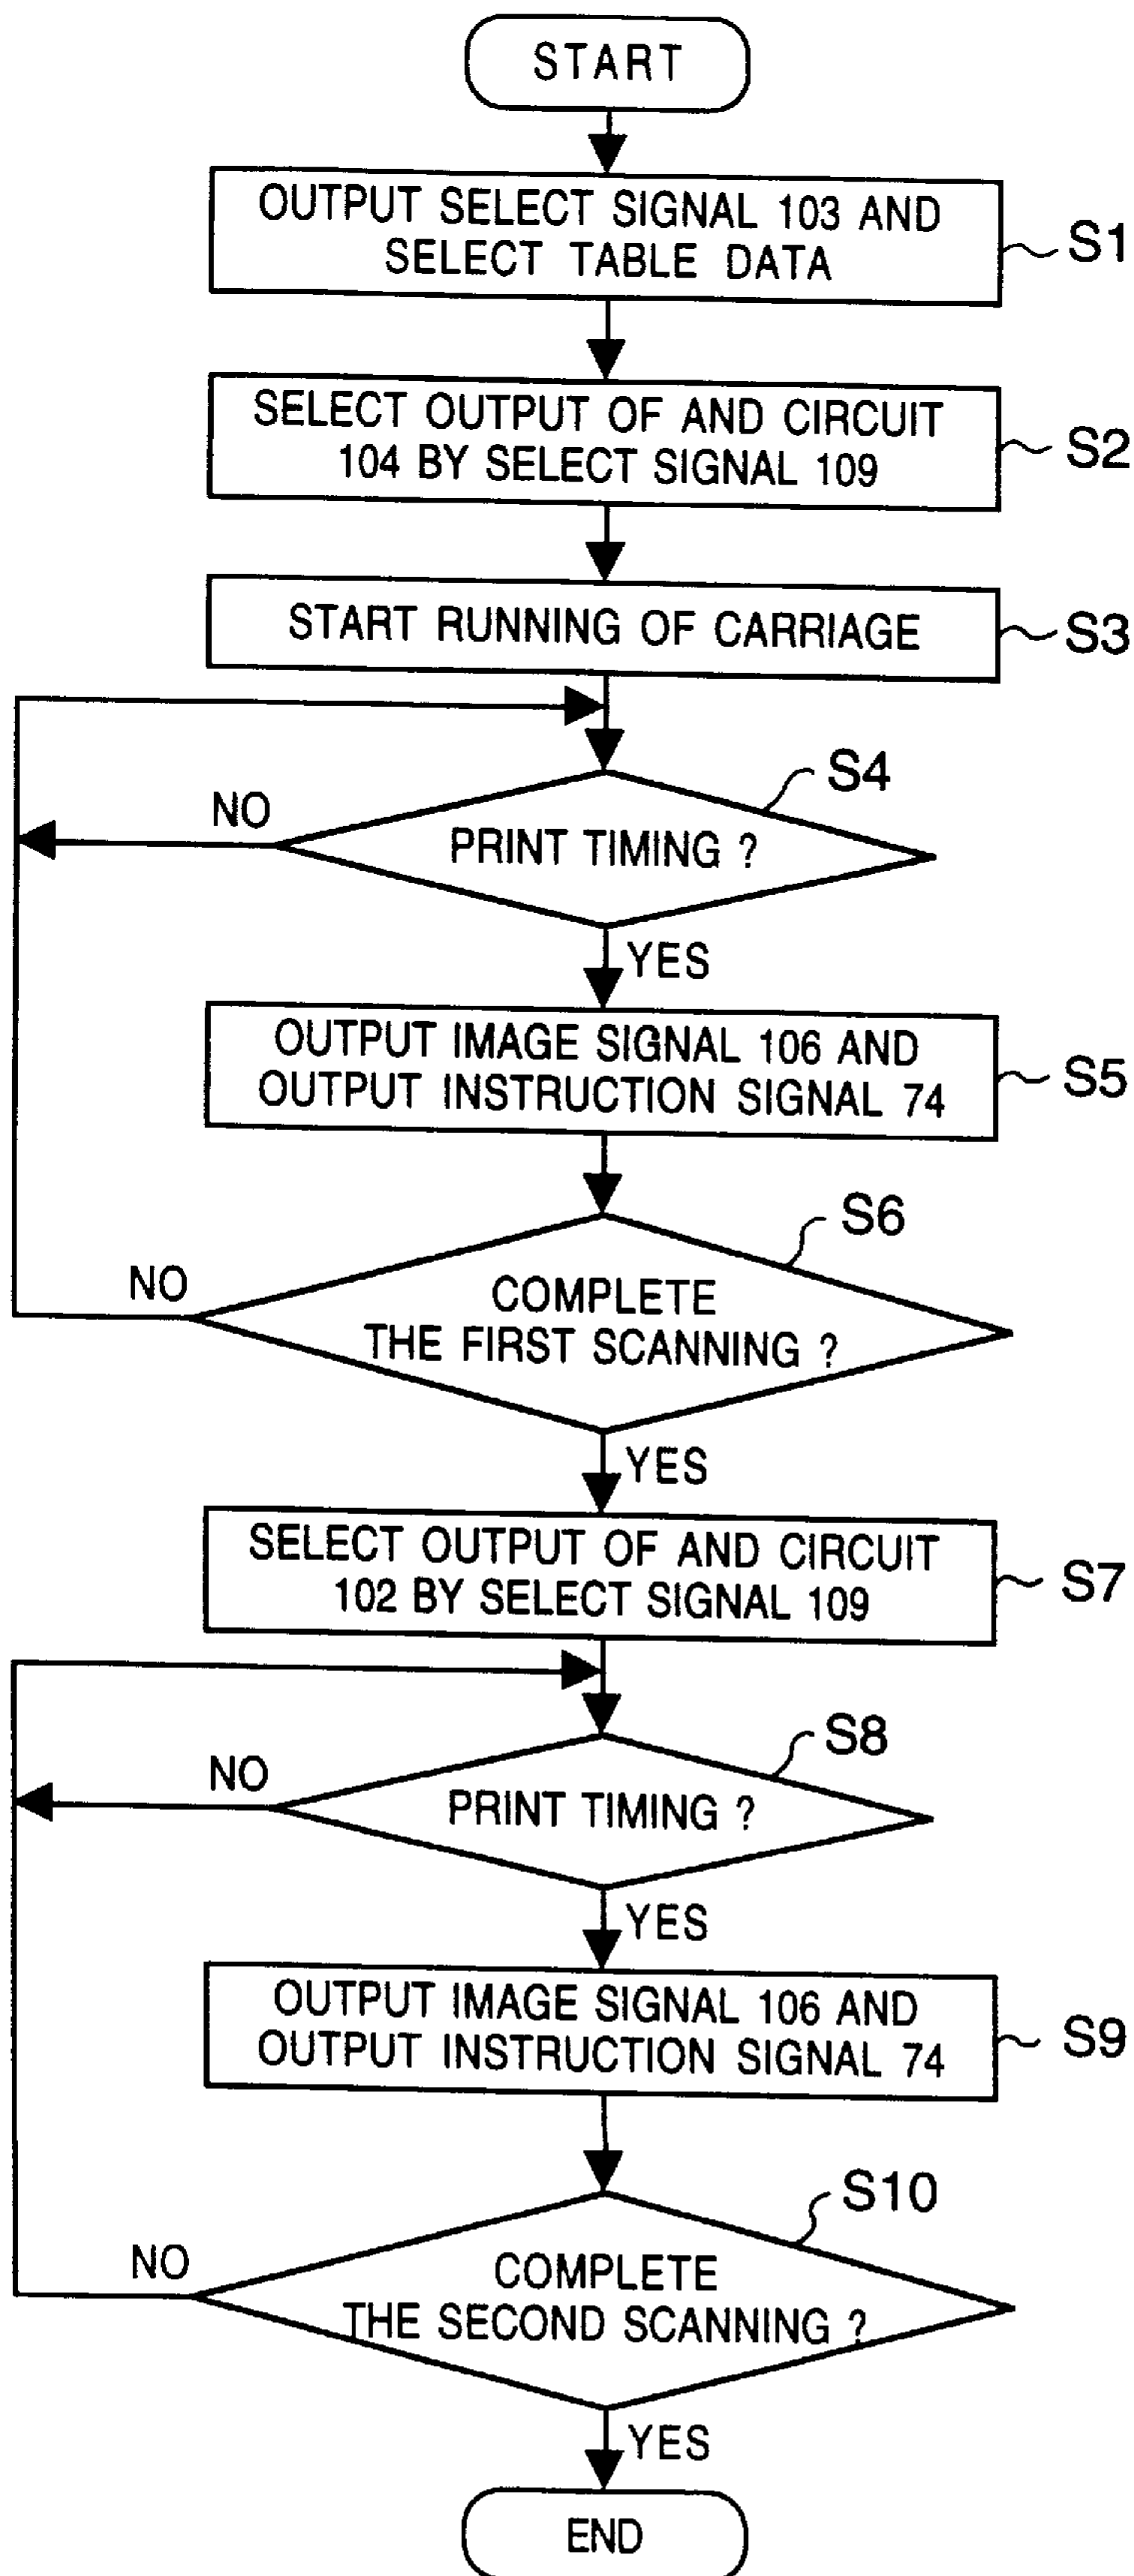 START
OUTPUT SELECT SIGNAL 103 AND
SELECT TABLE DATA
S1
SELECT OUTPUT OF AND CIRCUIT
104 BY SELECT SIGNAL 109
S2
START RUNNING OF CARRIAGE
S3
S4
NO
PRINT TIMING ?
YES
OUTPUT IMAGE SIGNAL 106 AND
OUTPUT INSTRUCTION SIGNAL 74
S5
S6
NO
COMPLETE
THE FIRST SCANNING ?
YES
SELECT OUTPUT OF AND CIRCUIT
102 BY SELECT SIGNAL 109
S7
S8
NO
PRINT TIMING ?
YES
OUTPUT IMAGE SIGNAL 106 AND
OUTPUT INSTRUCTION SIGNAL 74
S9
S10
NO
COMPLETE
THE SECOND SCANNING ?
YES
END